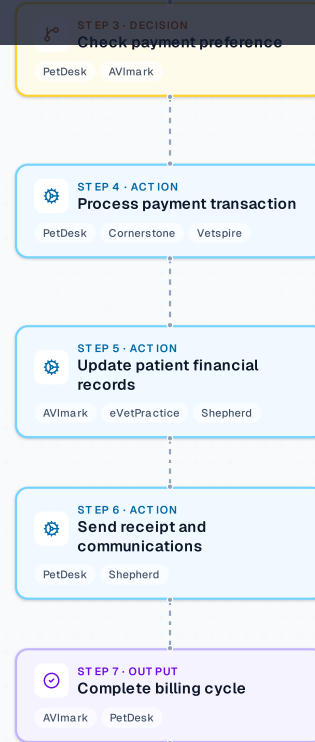 STEP 3 · DECISION
Check payment preference
PetDesk AVImark
STEP 4 · ACTION
Process payment transaction
PetDesk Cornerstone Vetspire
STEP 5 · ACTION
Update patient financial
records
AVImark eVetPractice Shepherd
STEP 6 · ACTION
Send receipt and
communications
PetDesk Shepherd
STEP 7 · OUTPUT
Complete billing cycle
AVImark PetDesk